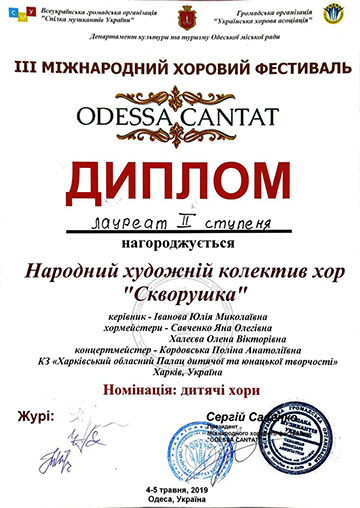 Всеукраїнська громадська організація
"Спілка музикантів України"
Громадська організація
"Українська хорова асоціація"
Департамент культури та туризму Одеської міської ради
III МІЖНАРОДНИЙ ХОРОВИЙ ФЕСТИВАЛЬ
ODESSA CANTAT
ДИПЛОМ
лауреат II ступеня
нагороджується
Народний художній колектив хор
"Скворушка"
керівник - Іванова Юлія Миколаївна
хормейстери - Савченко Яна Олегівна
Халеєва Олена Вікторівна
концертмейстер - Кордовська Поліна Анатоліївна
КЗ «Харківський обласний Палац дитячої та юнацької творчості»
Харків, Україна
Номінація: дитячі хори
Журі:
Сергій
Президент
Міжнародного
"ODESSA CANTAT"
4-5 травня, 2019
Одеса, Україна